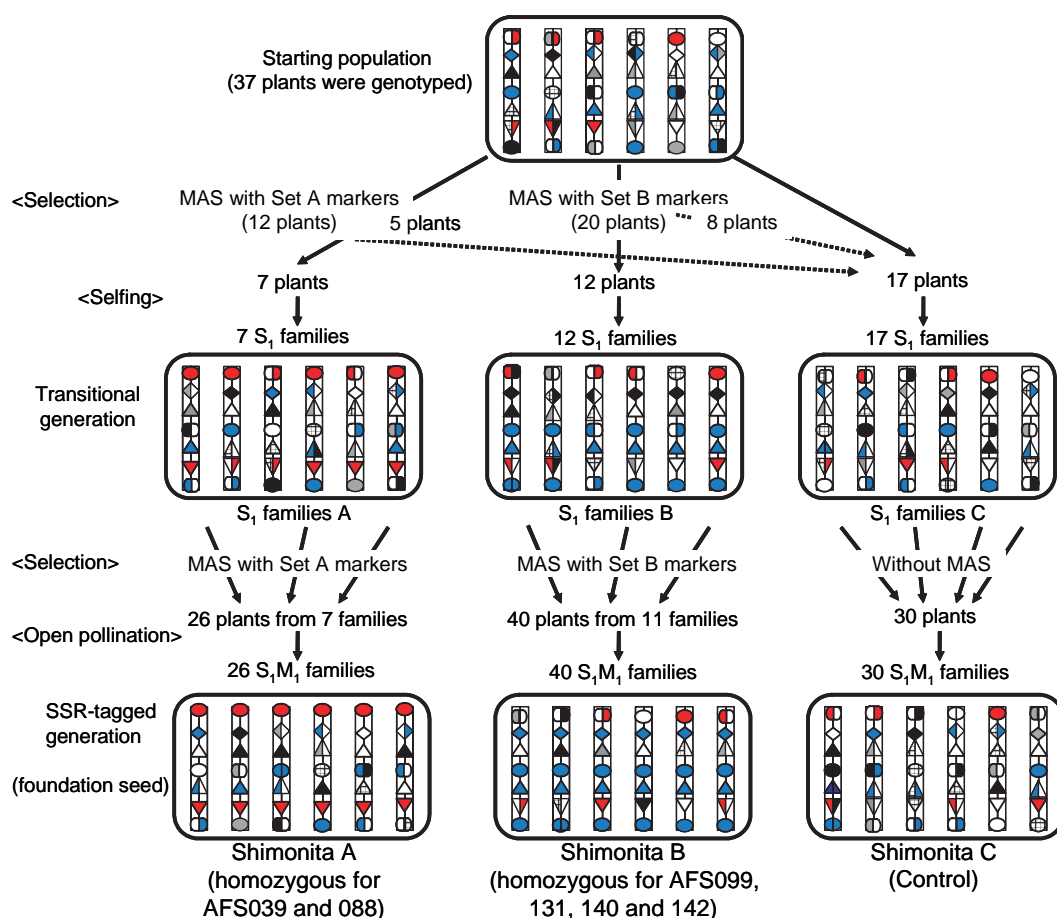 Starting population
(37 plants were genotyped)
<Selection>
MAS with Set A markers
(12 plants)
5 plants
MAS with Set B markers
(20 plants)
8 plants
7 plants
12 plants
17 plants
<Selfing>
7 S1 families
12 S1 families
17 S1 families
Transitional
generation
S1 families A
S1 families B
S1 families C
<Selection>
MAS with Set A markers
MAS with Set B markers
Without MAS
26 plants from 7 families
40 plants from 11 families
30 plants
<Open pollination>
26 S1M1 families
40 S1M1 families
30 S1M1 families
SSR-tagged
generation
(foundation seed)
Shimonita A
(homozygous for
AFS039 and 088)
Shimonita B
(homozygous for AFS099,
131, 140 and 142)
Shimonita C
(Control)